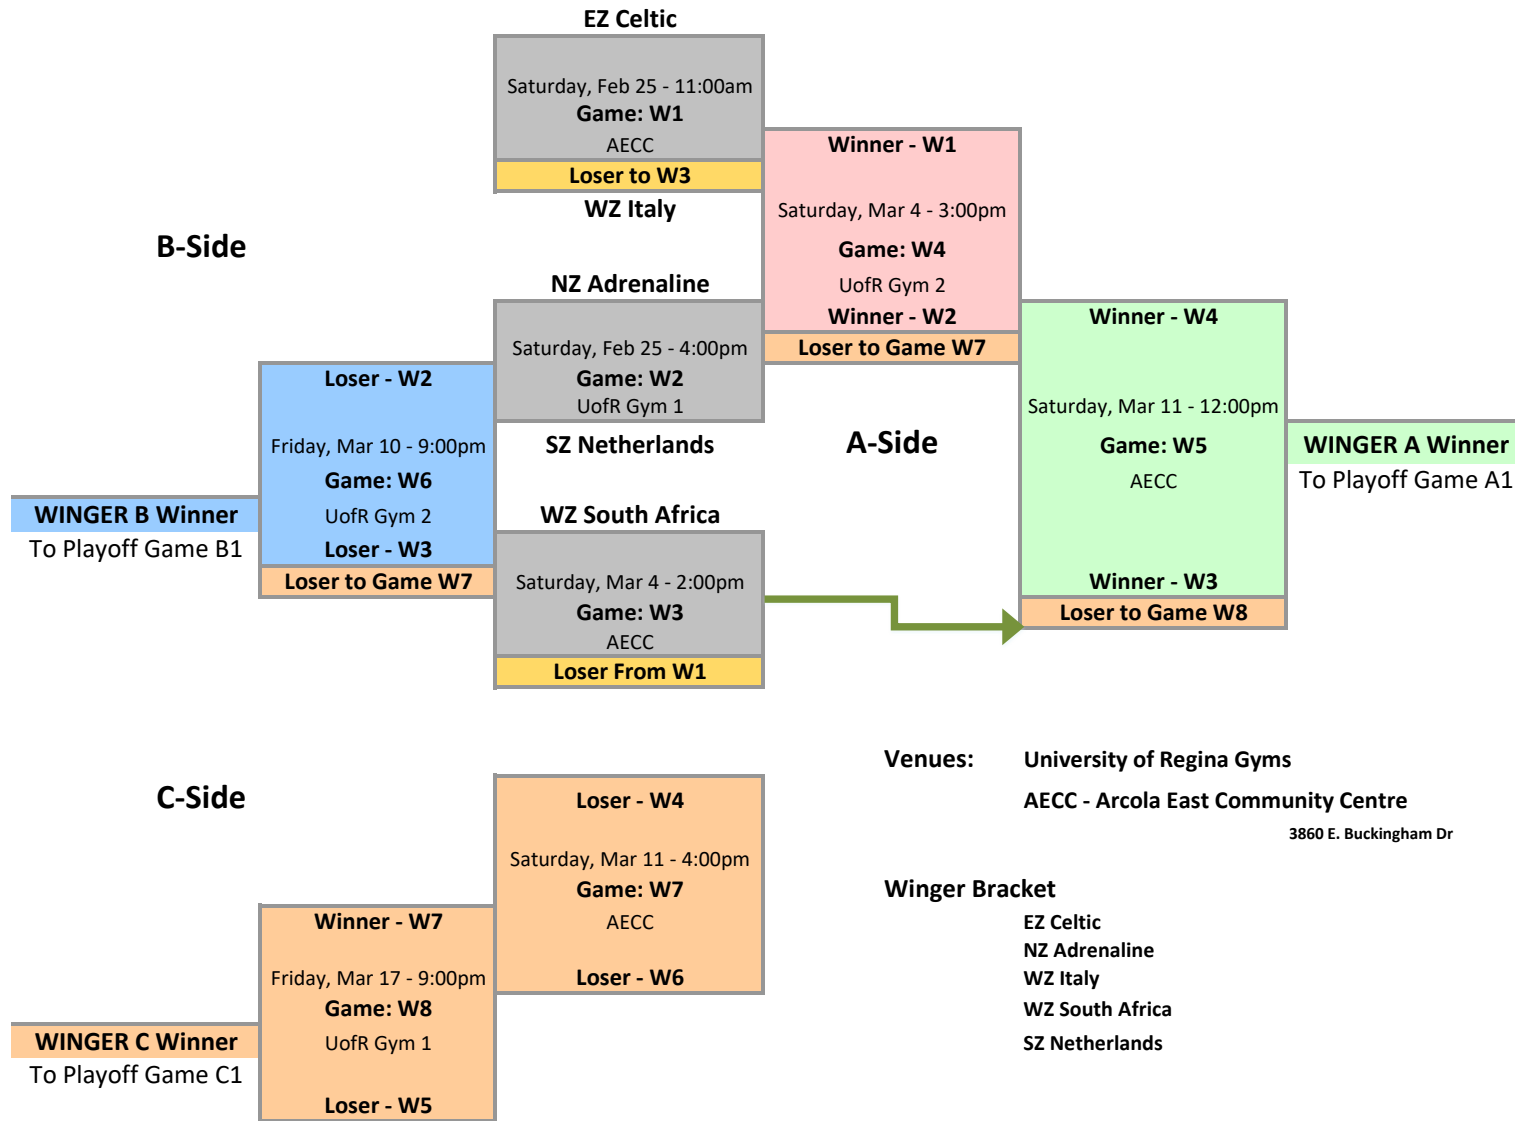 EZ Celtic
Saturday, Feb 25 - 11:00am
Game: W1
AECC
Loser to W3
WZ Italy
Winner - W1
Saturday, Mar 4 - 3:00pm
Game: W4
UofR Gym 2
Winner - W2
Loser to Game W7
B-Side
NZ Adrenaline
Saturday, Feb 25 - 4:00pm
Game: W2
UofR Gym 1
SZ Netherlands
A-Side
Winner - W4
Saturday, Mar 11 - 12:00pm
Game: W5
AECC
Winner - W3
Loser to Game W8
WINGER A Winner
To Playoff Game A1
Loser - W2
Friday, Mar 10 - 9:00pm
Game: W6
UofR Gym 2
Loser - W3
Loser to Game W7
WINGER B Winner
To Playoff Game B1
WZ South Africa
Saturday, Mar 4 - 2:00pm
Game: W3
AECC
Loser From W1
C-Side
Loser - W4
Saturday, Mar 11 - 4:00pm
Game: W7
AECC
Loser - W6
Winner - W7
Friday, Mar 17 - 9:00pm
Game: W8
UofR Gym 1
Loser - W5
WINGER C Winner
To Playoff Game C1
Venues: University of Regina Gyms
AECC - Arcola East Community Centre
3860 E. Buckingham Dr
Winger Bracket
EZ Celtic
NZ Adrenaline
WZ Italy
WZ South Africa
SZ Netherlands